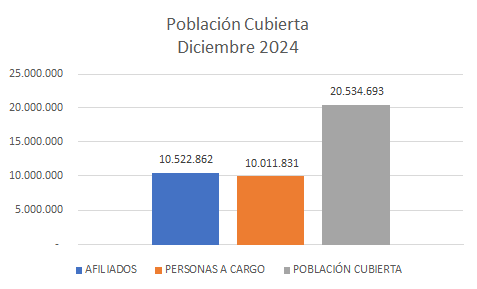 Población Cubierta
Diciembre 2024
25.000.000
20.000.000
15.000.000
10.000.000
5.000.000
-
10.522.862
10.011.831
20.534.693
AFILIADOS
PERSONAS A CARGO
POBLACIÓN CUBIERTA